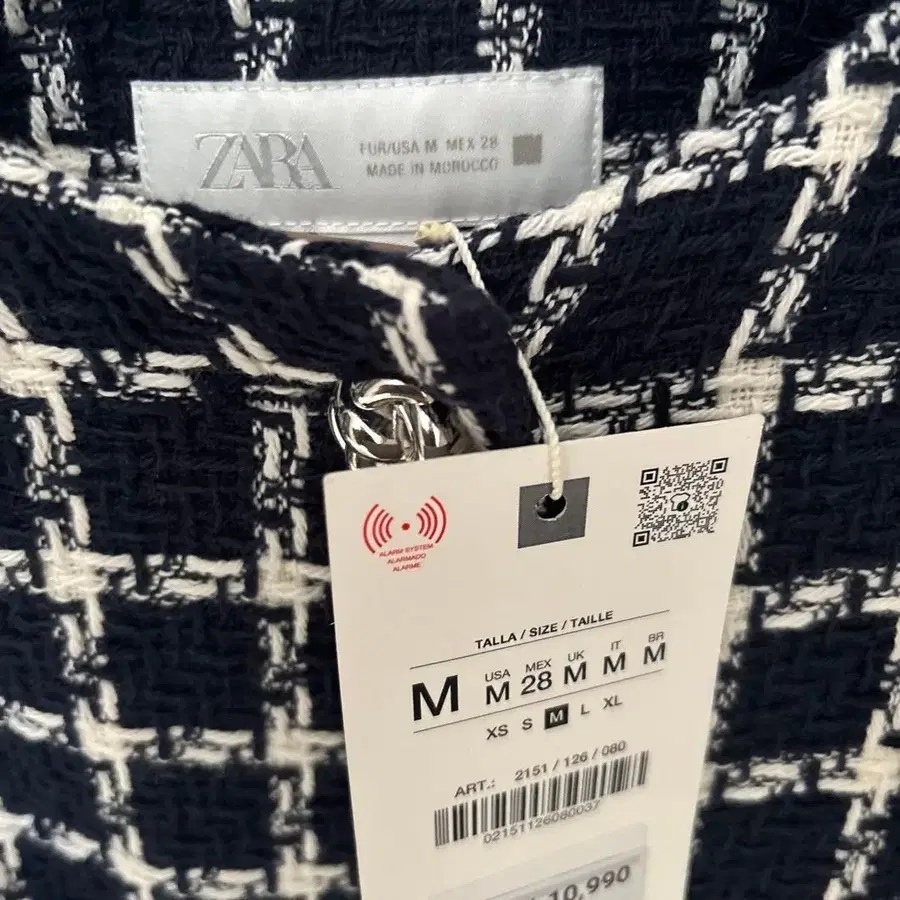 ZARA
EUR/USA M MEX 28
MADE IN MOROCCO
ALARM SYSTEM
ALARMADO
ALARME
TALLA / SIZE / TAILLE
M USA M MEX 28 UK M IT M BR M
XS S M L XL
ART.: 2151 / 126 / 080
02151126080037
10,990